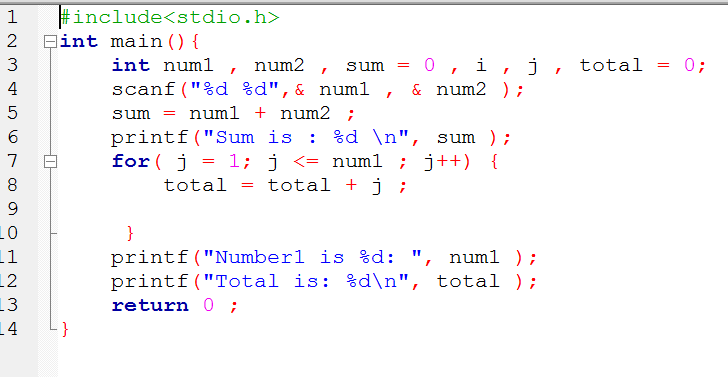 1 #include<stdio.h>
2 int main(){
3 int num1 , num2 , sum = 0 , i , j , total = 0;
4 scanf("%d %d",& num1 , & num2 );
5 sum = num1 + num2 ;
6 printf("Sum is : %d \n", sum );
7 for( j = 1; j <= num1 ; j++) {
8 total = total + j ;
9
10 }
11 printf("Number1 is %d: ", num1 );
12 printf("Total is: %d\n", total );
13 return 0 ;
14 }